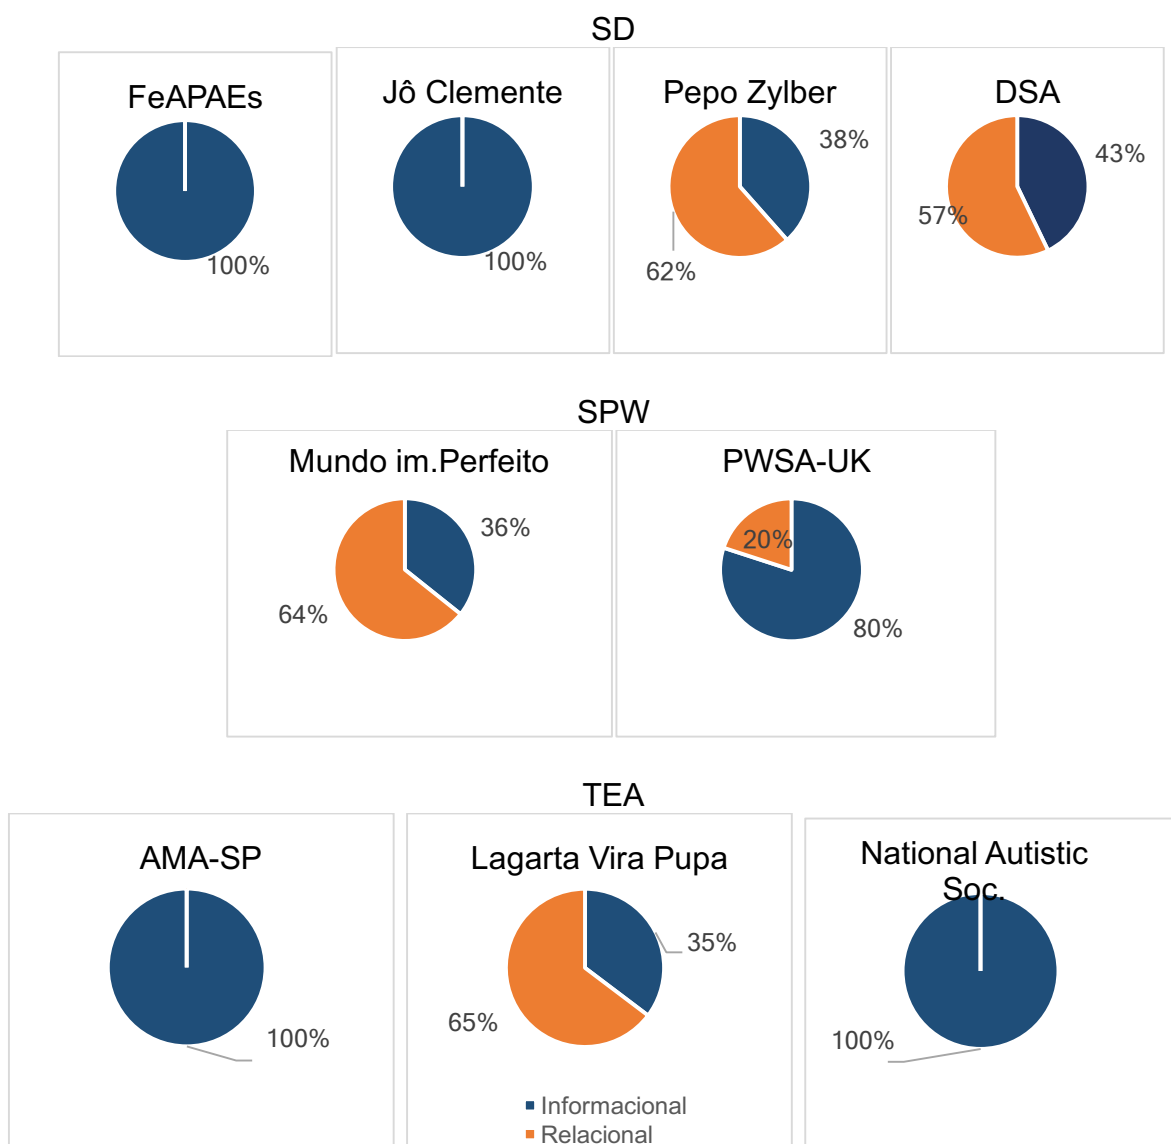 SD
FeAPAEs
100%
Jô Clemente
100%
Pepo Zylber
38%
62%
DSA
43%
57%
SPW
Mundo im.Perfeito
36%
64%
PWSA-UK
20%
80%
TEA
AMA-SP
100%
Lagarta Vira Pupa
35%
65%
Informacional
Relacional
National Autistic
Soc.
100%